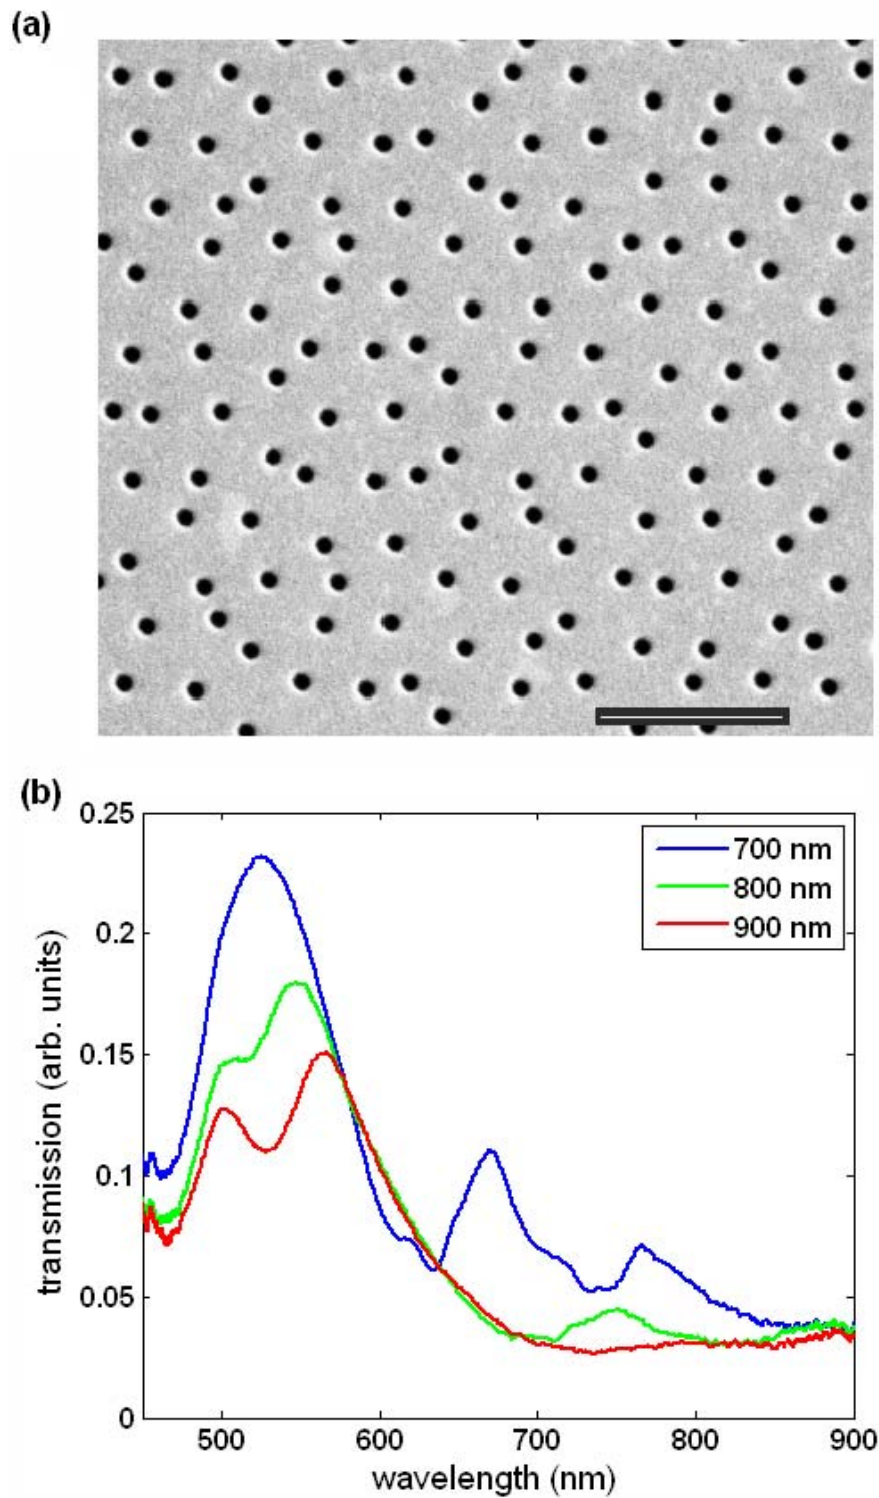 (a)
(b)
0.25
0.2
0.15
0.1
0.05
0
500
600
700
800
900
transmission (arb. units)
wavelength (nm)
700 nm
800 nm
900 nm